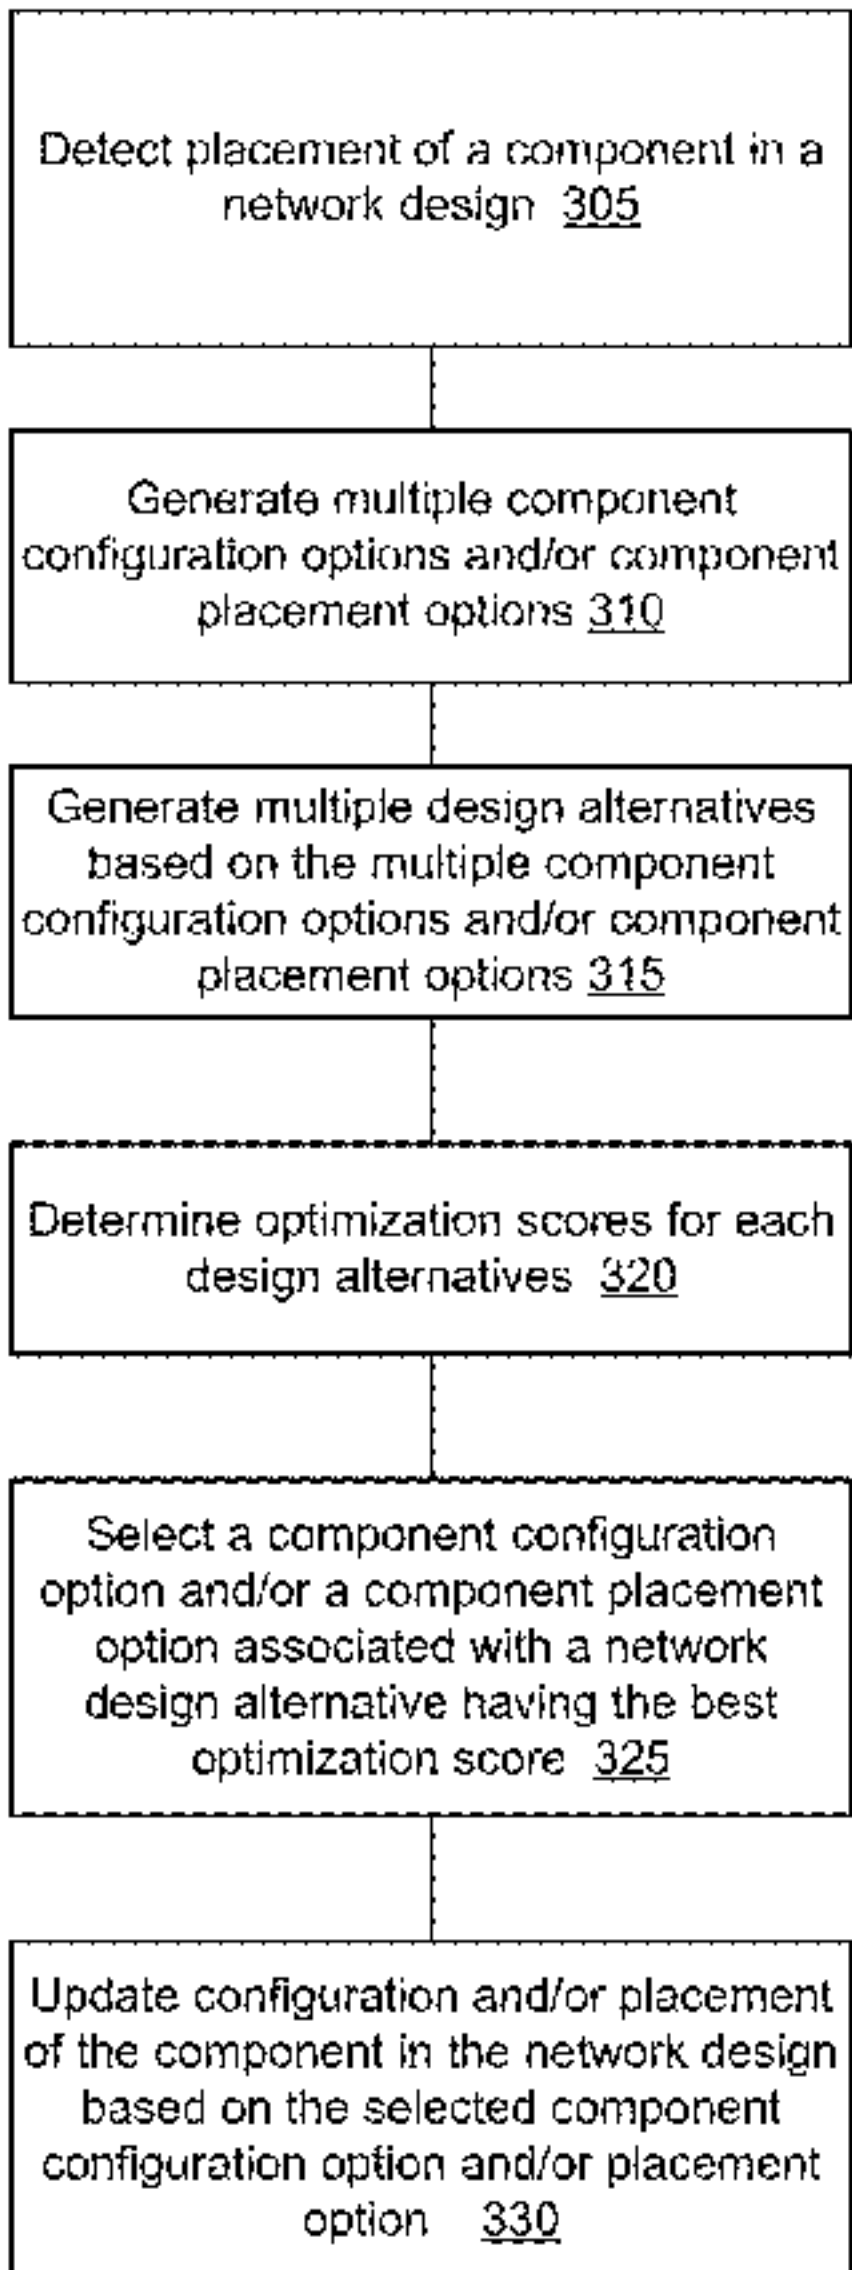 Detect placement of a component in a
network design 305
Generate multiple component
configuration options and/or component
placement options 310
Generate multiple design alternatives
based on the multiple component
configuration options and/or component
placement options 315
Determine optimization scores for each
design alternatives 320
Select a component configuration
option and/or a component placement
option associated with a network
design alternative having the best
optimization score 325
Update configuration and/or placement
of the component in the network design
based on the selected component
configuration option and/or placement
option 330